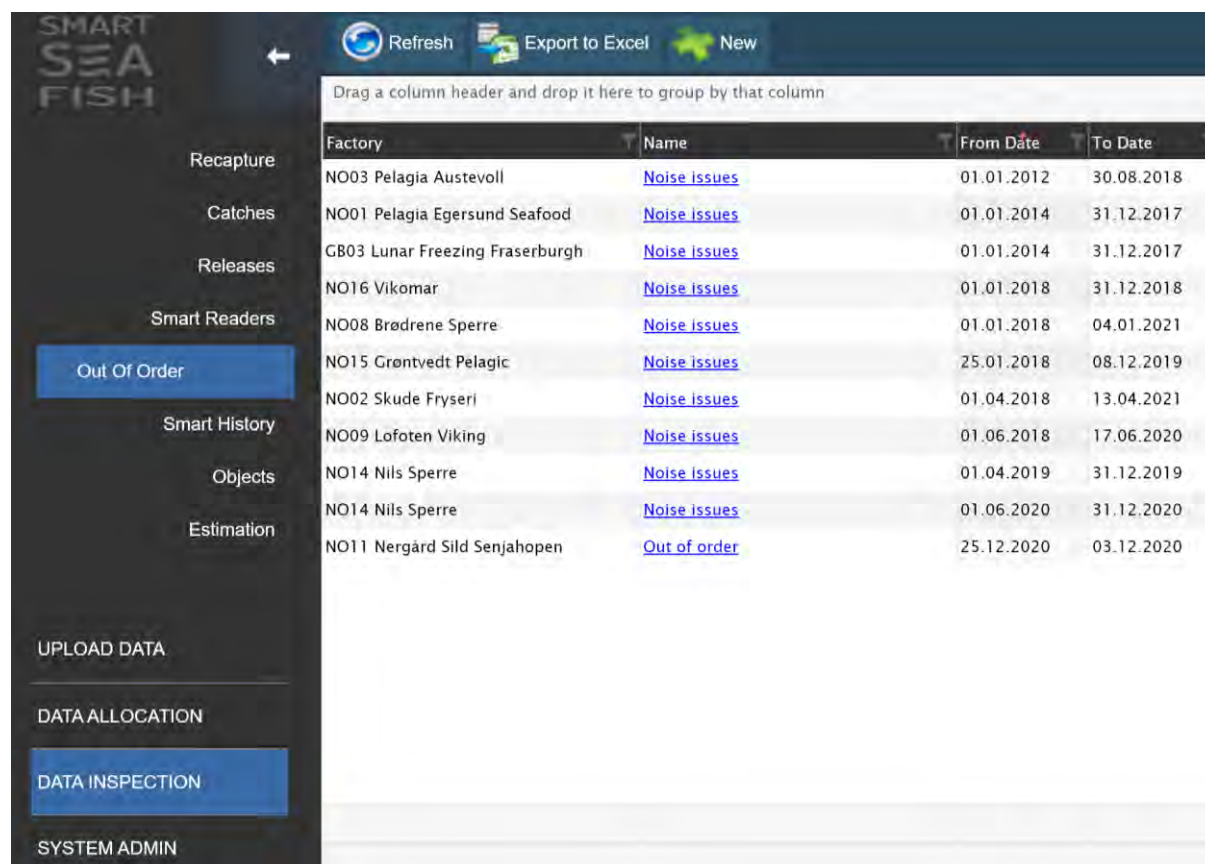 SMART
SEA
FISH
Refresh Export to Excel New
Drag a column header and drop it here to group by that column
Factory Name From Date To Date
NO03 Pelagia Austevoll Noise issues 01.01.2012 30.08.2018
NO01 Pelagia Egersund Seafood Noise issues 01.01.2014 31.12.2017
GB03 Lunar Freezing Fraserburgh Noise issues 01.01.2014 31.12.2017
NO16 Vikomar Noise issues 01.01.2018 31.12.2018
NO08 Brødrene Sperre Noise issues 01.01.2018 04.01.2021
NO15 Grøntvedt Pelagic Noise issues 25.01.2018 08.12.2019
NO02 Skude Fryseri Noise issues 01.04.2018 13.04.2021
NO09 Lofoten Viking Noise issues 01.06.2018 17.06.2020
NO14 Nils Sperre Noise issues 01.04.2019 31.12.2019
NO14 Nils Sperre Noise issues 01.06.2020 31.12.2020
NO11 Nergård Sild Senjahopen Out of order 25.12.2020 03.12.2020
Recapture
Catches
Releases
Smart Readers
Out Of Order
Smart History
Objects
Estimation
UPLOAD DATA
DATA ALLOCATION
DATA INSPECTION
SYSTEM ADMIN